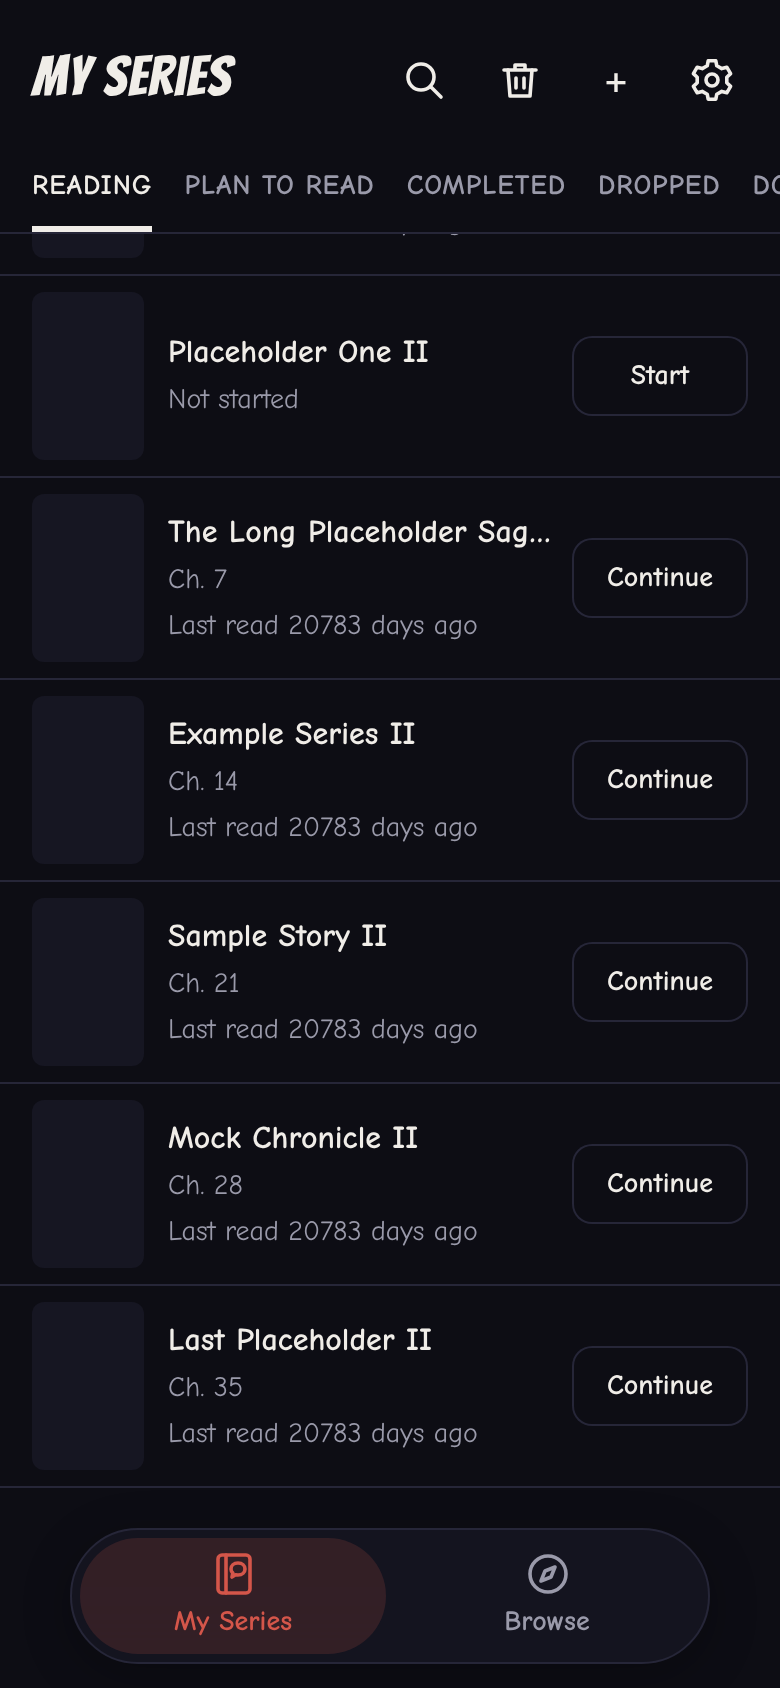 MY SERIES
+
READING PLAN TO READ COMPLETED DROPPED
Placeholder One II
Not started
Start
The Long Placeholder Sag...
Ch. 7
Last read 20783 days ago
Continue
Example Series II
Ch. 14
Last read 20783 days ago
Continue
Sample Story II
Ch. 21
Last read 20783 days ago
Continue
Mock Chronicle II
Ch. 28
Last read 20783 days ago
Continue
Last Placeholder II
Ch. 35
Last read 20783 days ago
Continue
My Series
Browse